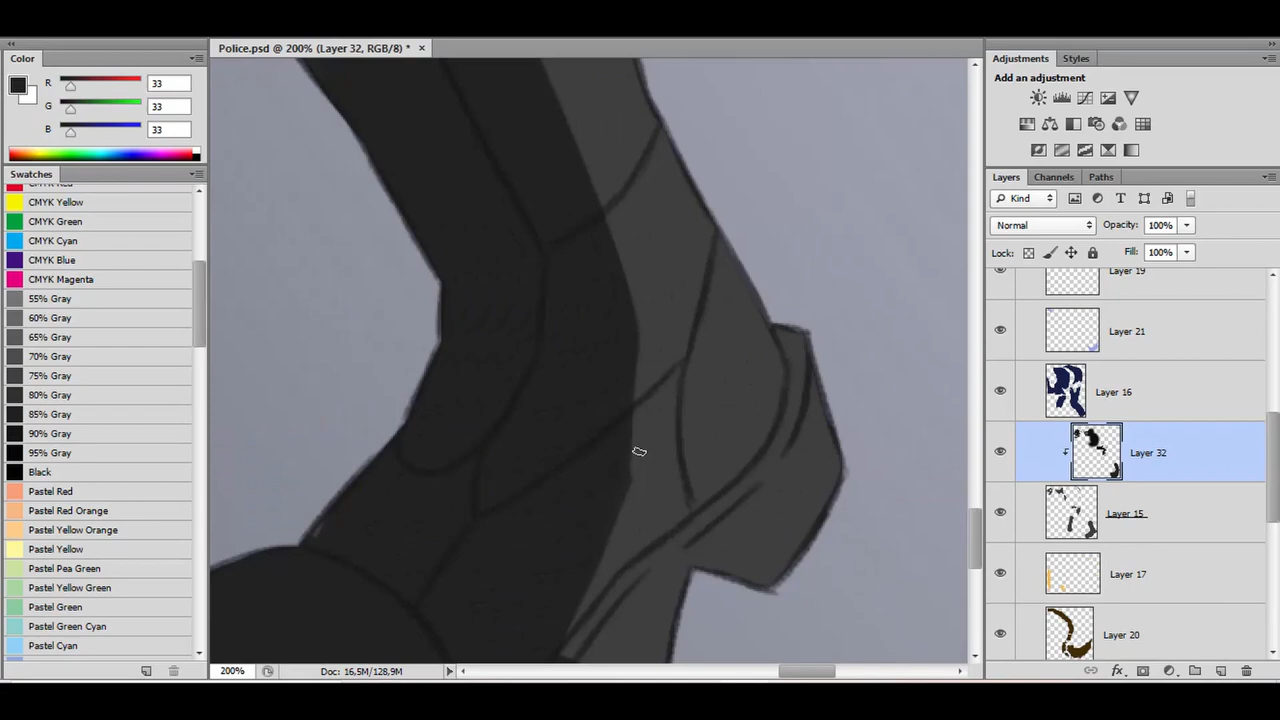 Police.psd @ 200% (Layer 32, RGB/8) *
Color
R 33
G 33
B 33
Swatches
CMYK Red
CMYK Yellow
CMYK Green
CMYK Cyan
CMYK Blue
CMYK Magenta
55% Gray
60% Gray
65% Gray
70% Gray
75% Gray
80% Gray
85% Gray
90% Gray
95% Gray
Black
Pastel Red
Pastel Red Orange
Pastel Yellow Orange
Pastel Yellow
Pastel Pea Green
Pastel Yellow Green
Pastel Green
Pastel Green Cyan
Pastel Cyan
200%
Doc: 16,5M/128,9M
Adjustments Styles
Add an adjustment
Layers Channels Paths
Kind
Normal Opacity: 100%
Lock: Fill: 100%
Layer 19
Layer 21
Layer 16
Layer 32
Layer 15
Layer 17
Layer 20
fx